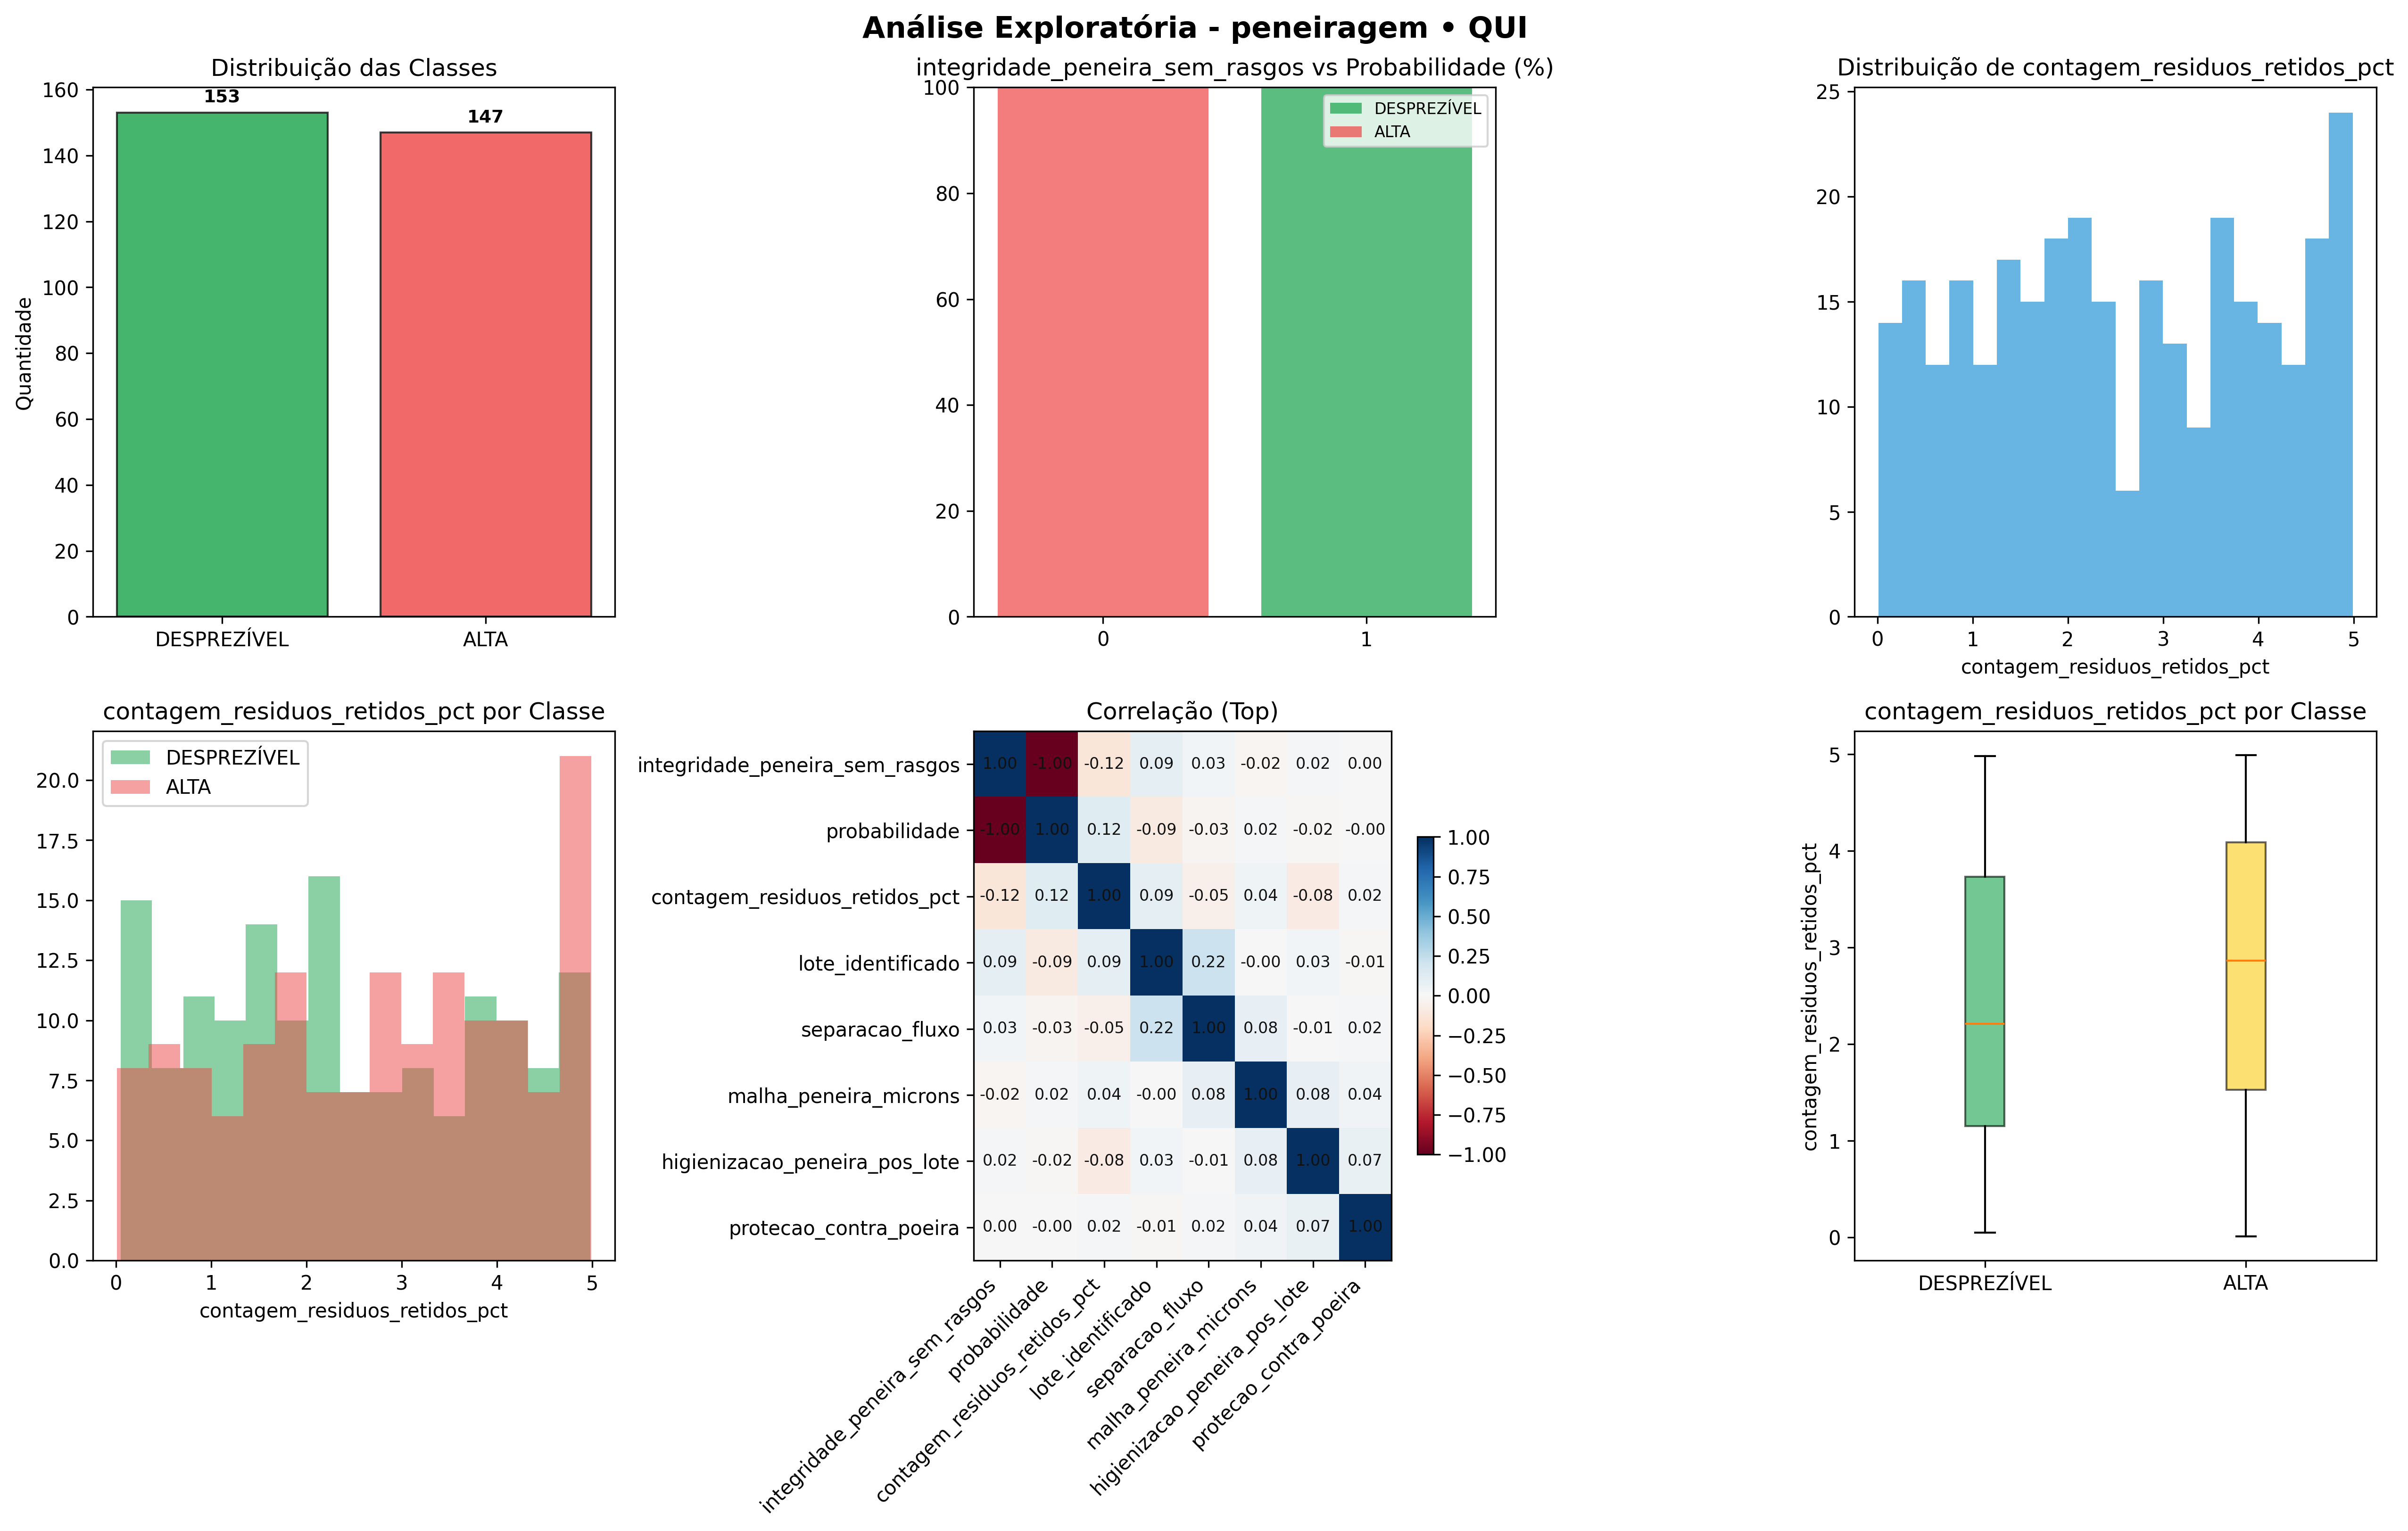 Análise Exploratória - peneiragem • QUI
Distribuição das Classes
Quantidade
160
140
120
100
80
60
40
20
0
153
147
DESPREZÍVEL
ALTA
integridade_peneira_sem_rasgos vs Probabilidade (%)
100
80
60
40
20
0
DESPREZÍVEL
ALTA
0
1
Distribuição de contagem_residuos_retidos_pct
25
20
15
10
5
0
0 1 2 3 4 5
contagem_residuos_retidos_pct
contagem_residuos_retidos_pct por Classe
DESPREZÍVEL
ALTA
20.0
17.5
15.0
12.5
10.0
7.5
5.0
2.5
0.0
0 1 2 3 4 5
contagem_residuos_retidos_pct
Correlação (Top)
integridade_peneira_sem_rasgos 1.00 -1.00 -0.12 0.09 0.03 -0.02 0.02 0.00
probabilidade -1.00 1.00 0.12 -0.09 -0.03 0.02 -0.02 -0.00
contagem_residuos_retidos_pct -0.12 0.12 1.00 0.09 -0.05 0.04 -0.08 0.02
lote_identificado 0.09 -0.09 0.09 1.00 0.22 -0.00 0.03 -0.01
separacao_fluxo 0.03 -0.03 -0.05 0.22 1.00 0.08 -0.01 0.02
malha_peneira_microns -0.02 0.02 0.04 -0.00 0.08 1.00 0.08 0.04
higienizacao_peneira_pos_lote 0.02 -0.02 -0.08 0.03 -0.01 0.08 1.00 0.07
protecao_contra_poeira 0.00 -0.00 0.02 -0.01 0.02 0.04 0.07 1.00
integridade_peneira_sem_rasgos
probabilidade
contagem_residuos_retidos_pct
lote_identificado
separacao_fluxo
malha_peneira_microns
higienizacao_peneira_pos_lote
protecao_contra_poeira
1.00
0.75
0.50
0.25
0.00
−0.25
−0.50
−0.75
−1.00
contagem_residuos_retidos_pct por Classe
contagem_residuos_retidos_pct
5
4
3
2
1
0
DESPREZÍVEL
ALTA